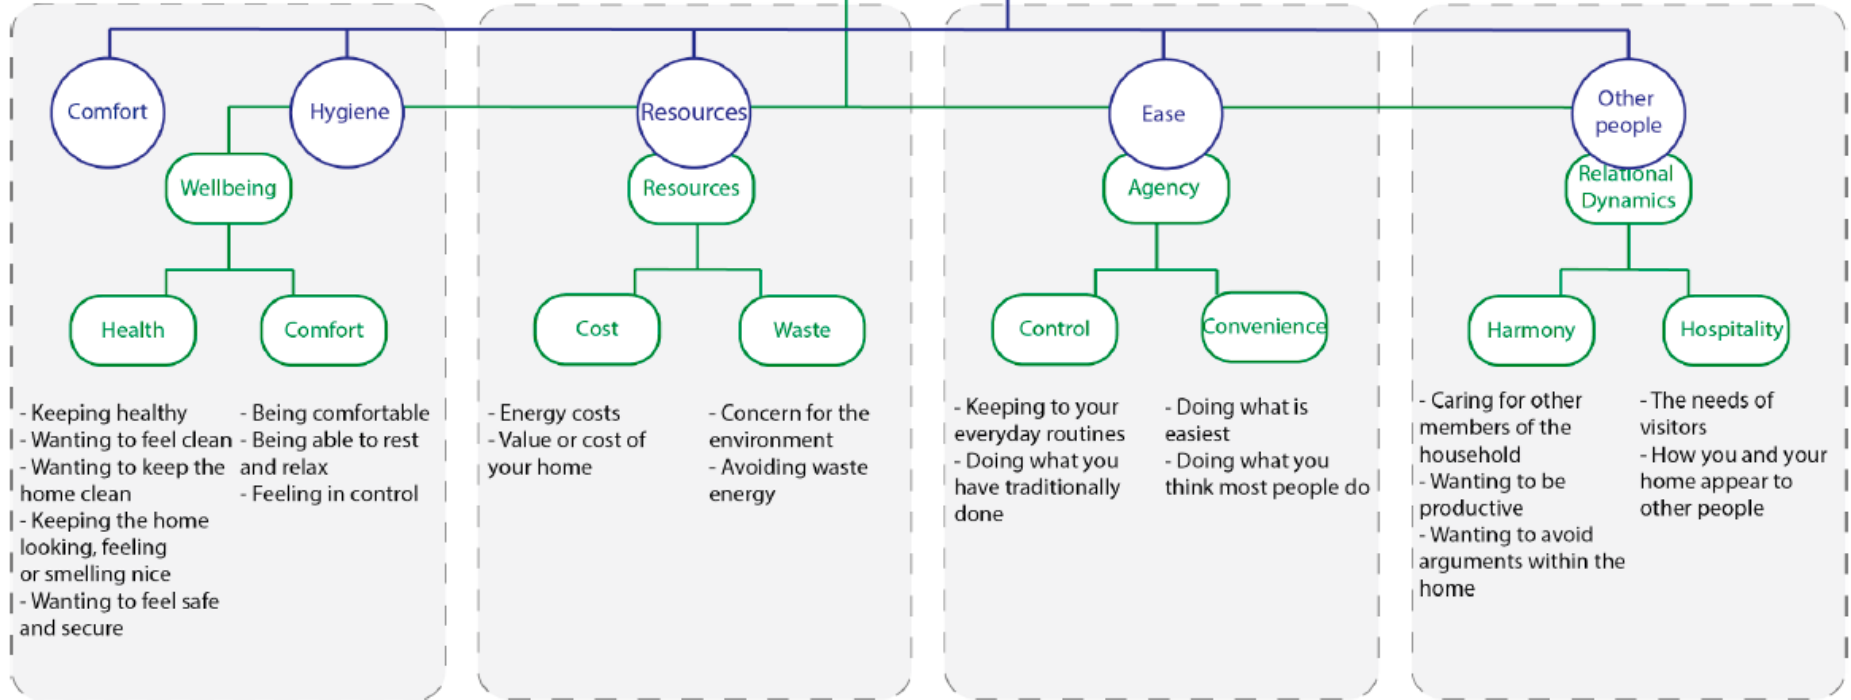 Comfort
Hygiene
Resources
Ease
Other
people
Wellbeing
Resources
Agency
Relational
Dynamics
Health
Comfort
Cost
Waste
Control
Convenience
Harmony
Hospitality
- Keeping healthy
- Wanting to feel clean
- Wanting to keep the
home clean
- Keeping the home
looking, feeling
or smelling nice
- Wanting to feel safe
and secure
- Being comfortable
- Being able to rest
and relax
- Feeling in control
- Energy costs
- Value or cost of
your home
- Concern for the
environment
- Avoiding waste
energy
- Keeping to your
everyday routines
- Doing what you
have traditionally
done
- Doing what is
easiest
- Doing what you
think most people do
- Caring for other
members of the
household
- Wanting to be
productive
- Wanting to avoid
arguments within the
home
- The needs of
visitors
- How you and your
home appear to
other people